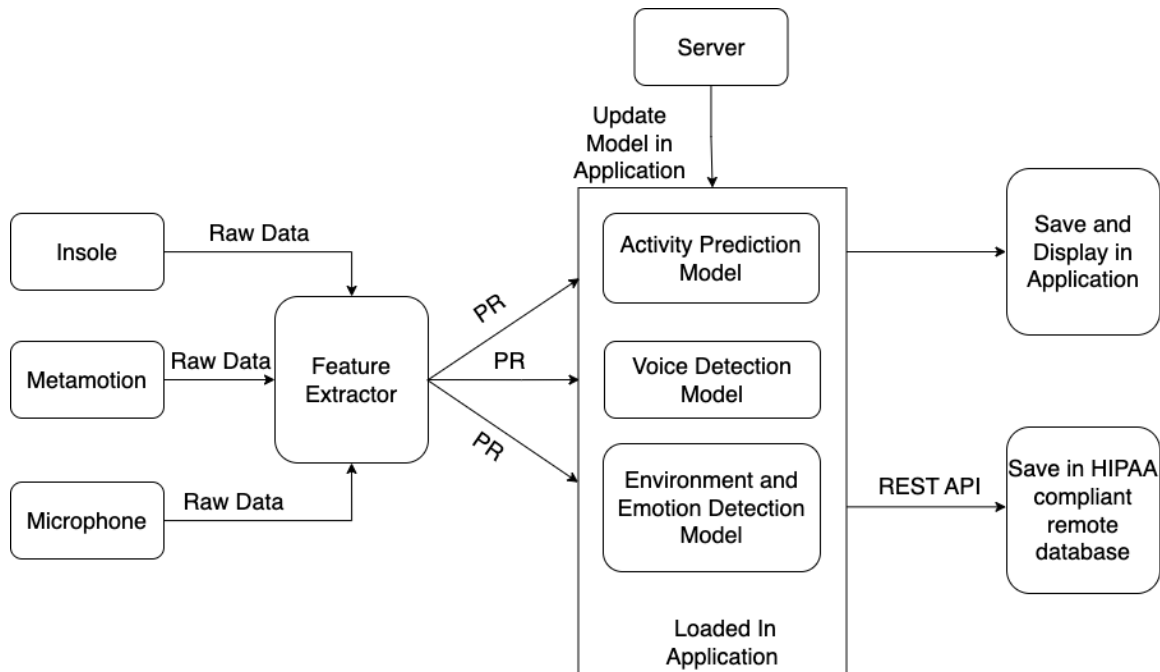 Server
Update
Model in
Application
Insole
Raw Data
Metamotion
Raw Data
Microphone
Raw Data
Feature
Extractor
PR
PR
PR
Activity Prediction
Model
Voice Detection
Model
Environment and
Emotion Detection
Model
Loaded In
Application
Save and
Display in
Application
REST API
Save in HIPAA
compliant
remote
database